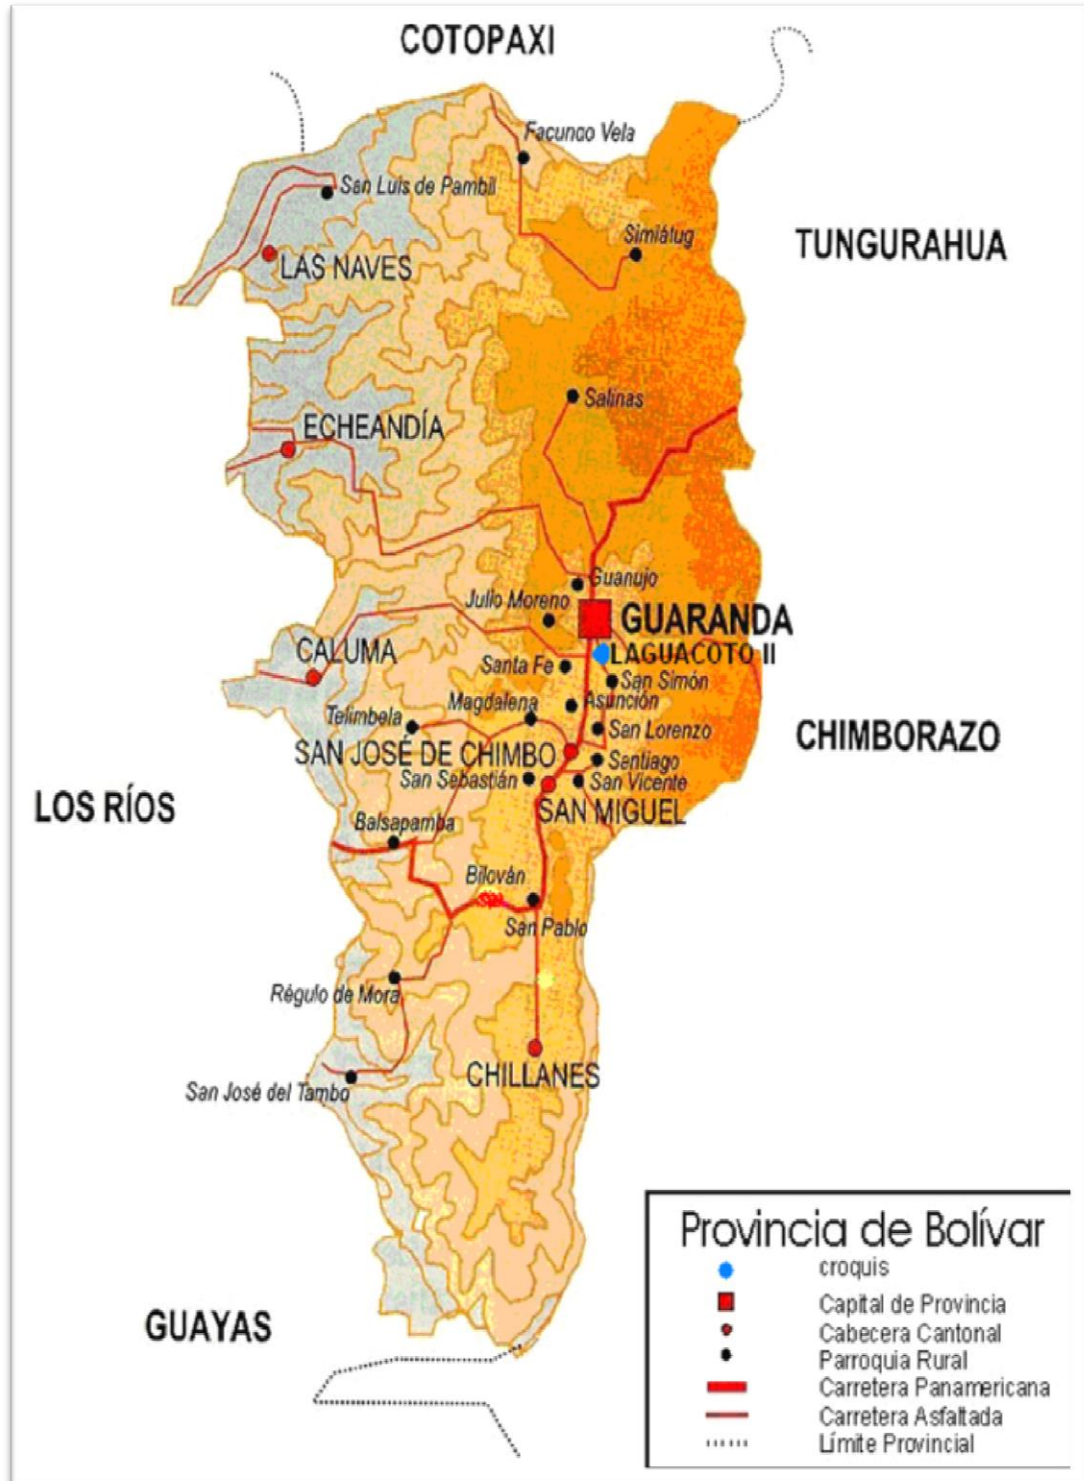 COTOPAXI
Facunco Vela
San Luis de Pambil
Simiátug
TUNGURAHUA
LAS NAVES
Salinas
ECHEANDÍA
Guanujo
Julio Moreno
GUARANDA
CALUMA
LAGUACOTO II
Santa Fe
San Simón
Magdalena
Asunción
Telimbela
San Lorenzo
CHIMBORAZO
SAN JOSÉ DE CHIMBO
Santiago
San Sebastián
San Vicente
LOS RÍOS
SAN MIGUEL
Balsapamba
Bilován
San Pablo
Régulo de Mora
CHILLANES
San José del Tambo
GUAYAS
Provincia de Bolívar
croquis
Capital de Provincia
Cabecera Cantonal
Parroquia Rural
Carretera Panamericana
Carretera Asfaltada
Límite Provincial